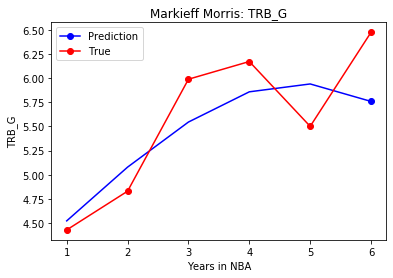 Markieff Morris: TRB_G
Prediction
True
6.50
6.25
6.00
5.75
5.50
5.25
5.00
4.75
4.50
TRB_G
1 2 3 4 5 6
Years in NBA